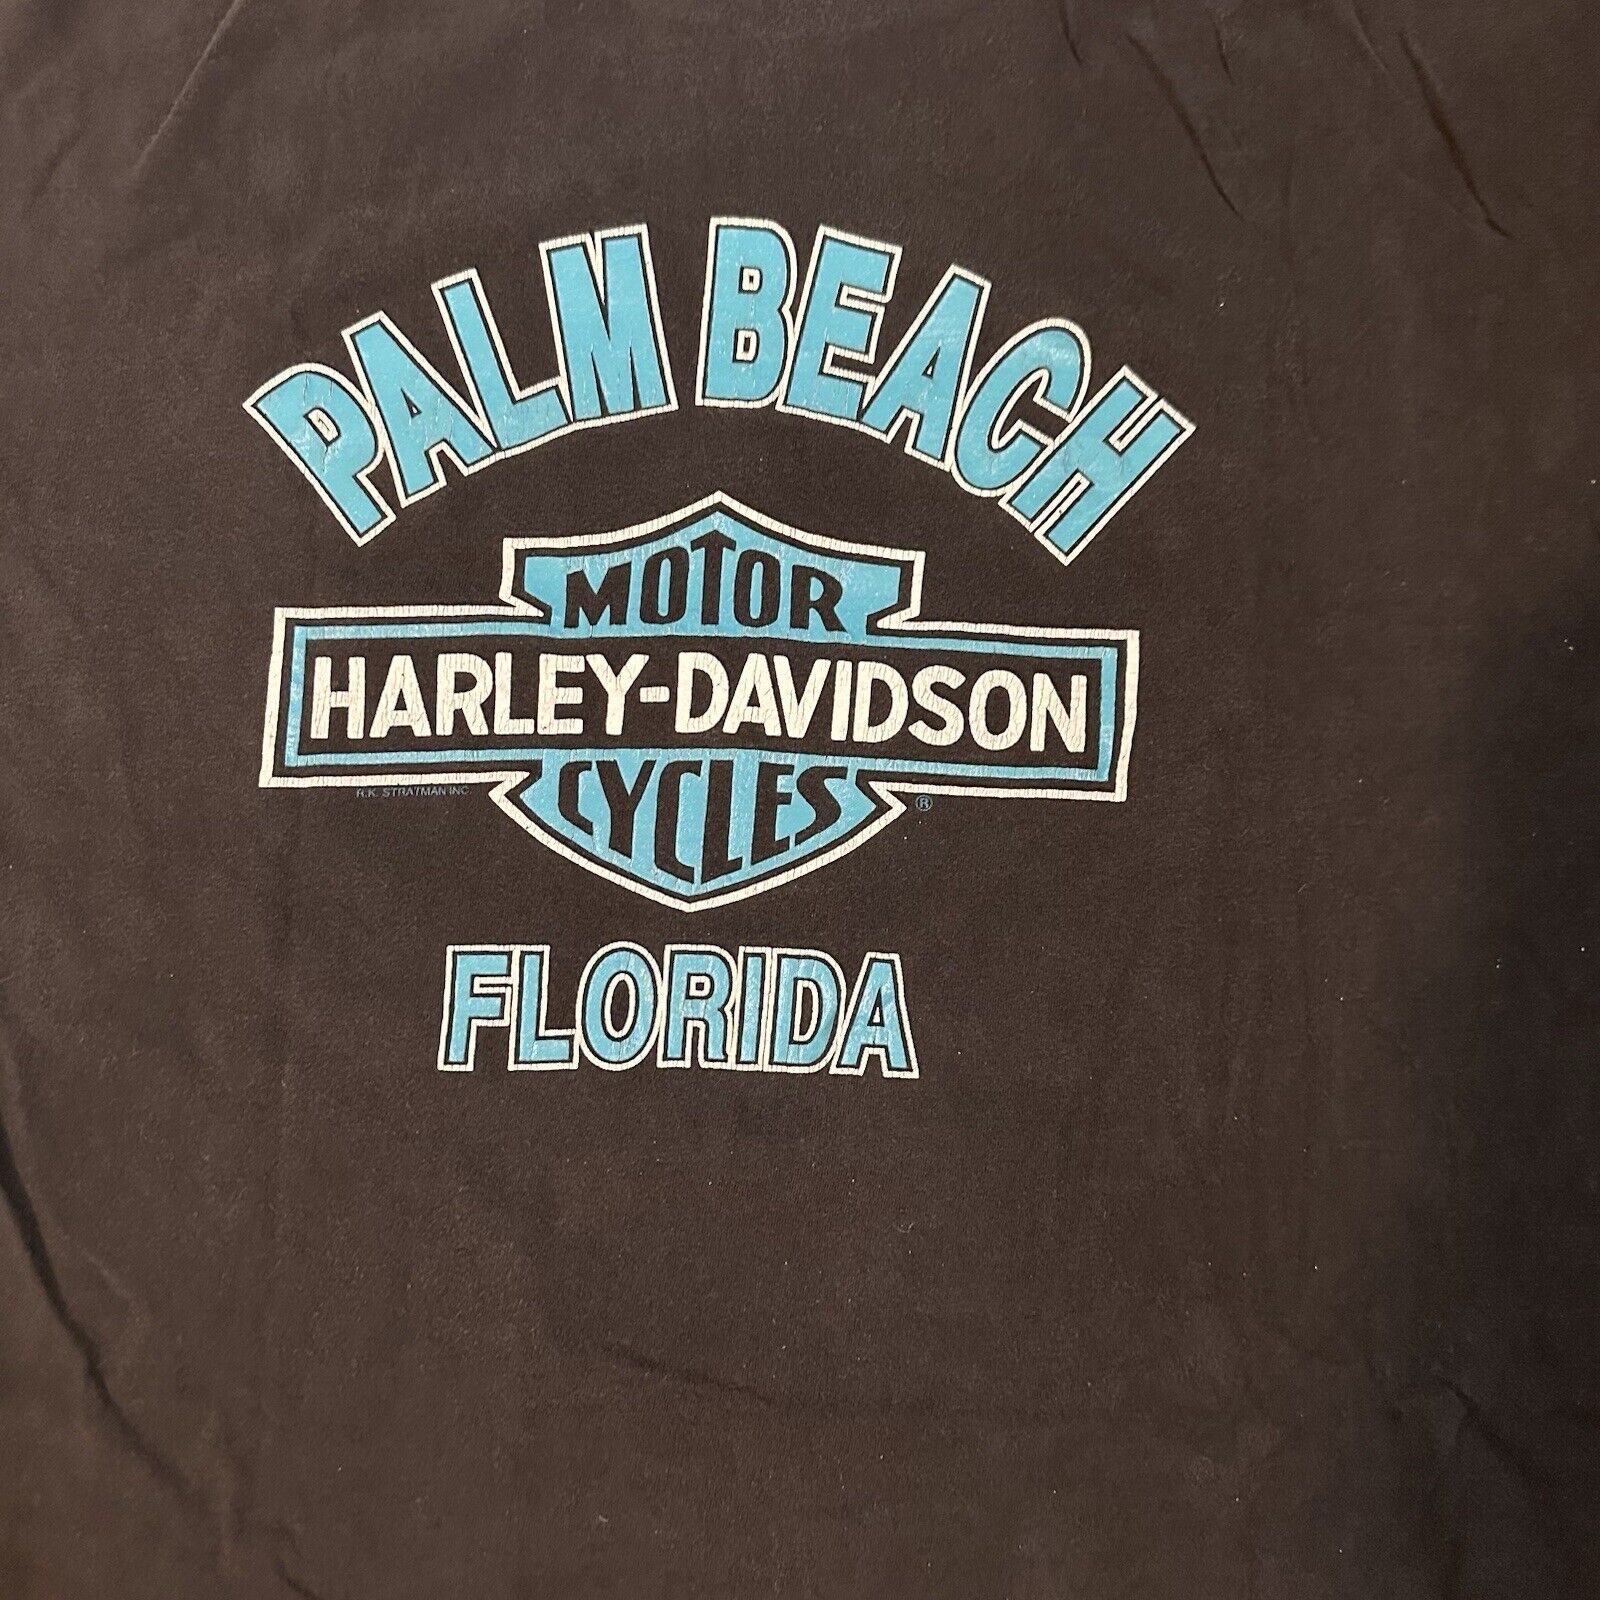 PALM BEACH
MOTOR
HARLEY-DAVIDSON
CYCLES
R.K. STRATMAN INC.
®
FLORIDA